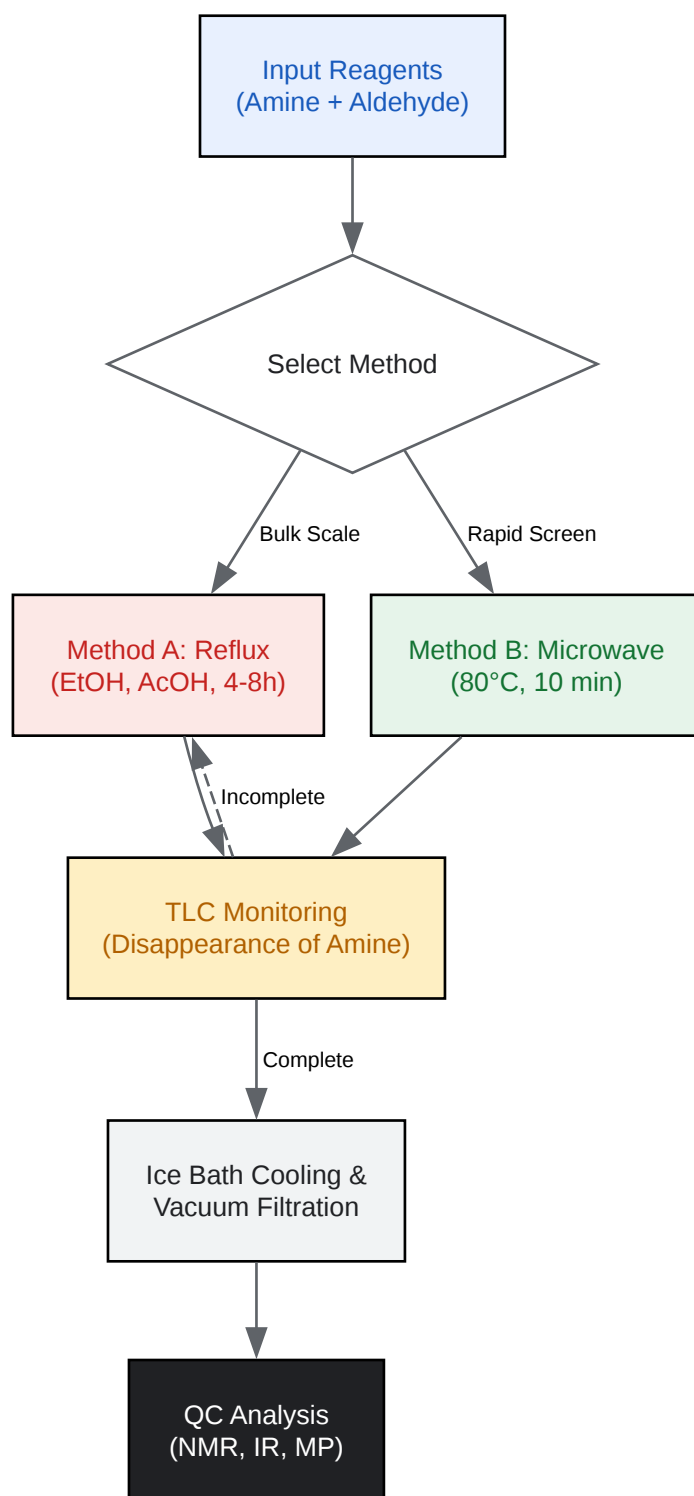 Input Reagents
(Amine + Aldehyde)
Select Method
Bulk Scale
Rapid Screen
Method A: Reflux
(EtOH, AcOH, 4-8h)
Method B: Microwave
(80°C, 10 min)
Incomplete
TLC Monitoring
(Disappearance of Amine)
Complete
Ice Bath Cooling &
Vacuum Filtration
QC Analysis
(NMR, IR, MP)